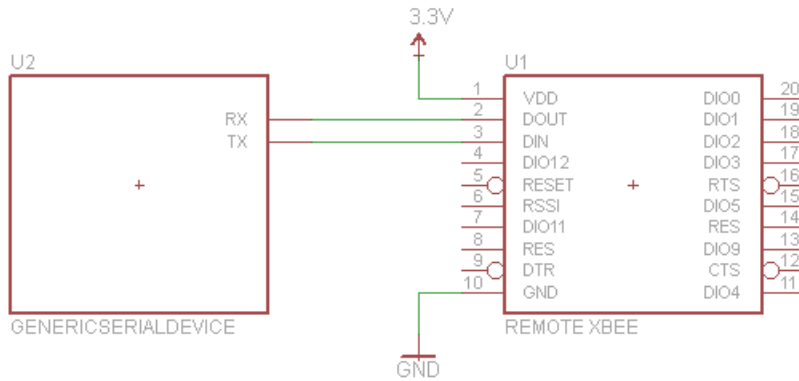 3.3V
U2
U1
RX
TX
1 VDD DIO0 20
2 DOUT DIO1 19
3 DIN DIO2 18
4 DIO12 DIO3 17
5 RESET RTS 16
6 RSSI DIO5 15
7 DIO11 RES 14
8 RES DIO9 13
9 DTR CTS 12
10 GND DIO4 11
GENERICSERIALDEVICE
REMOTE XBEE
GND